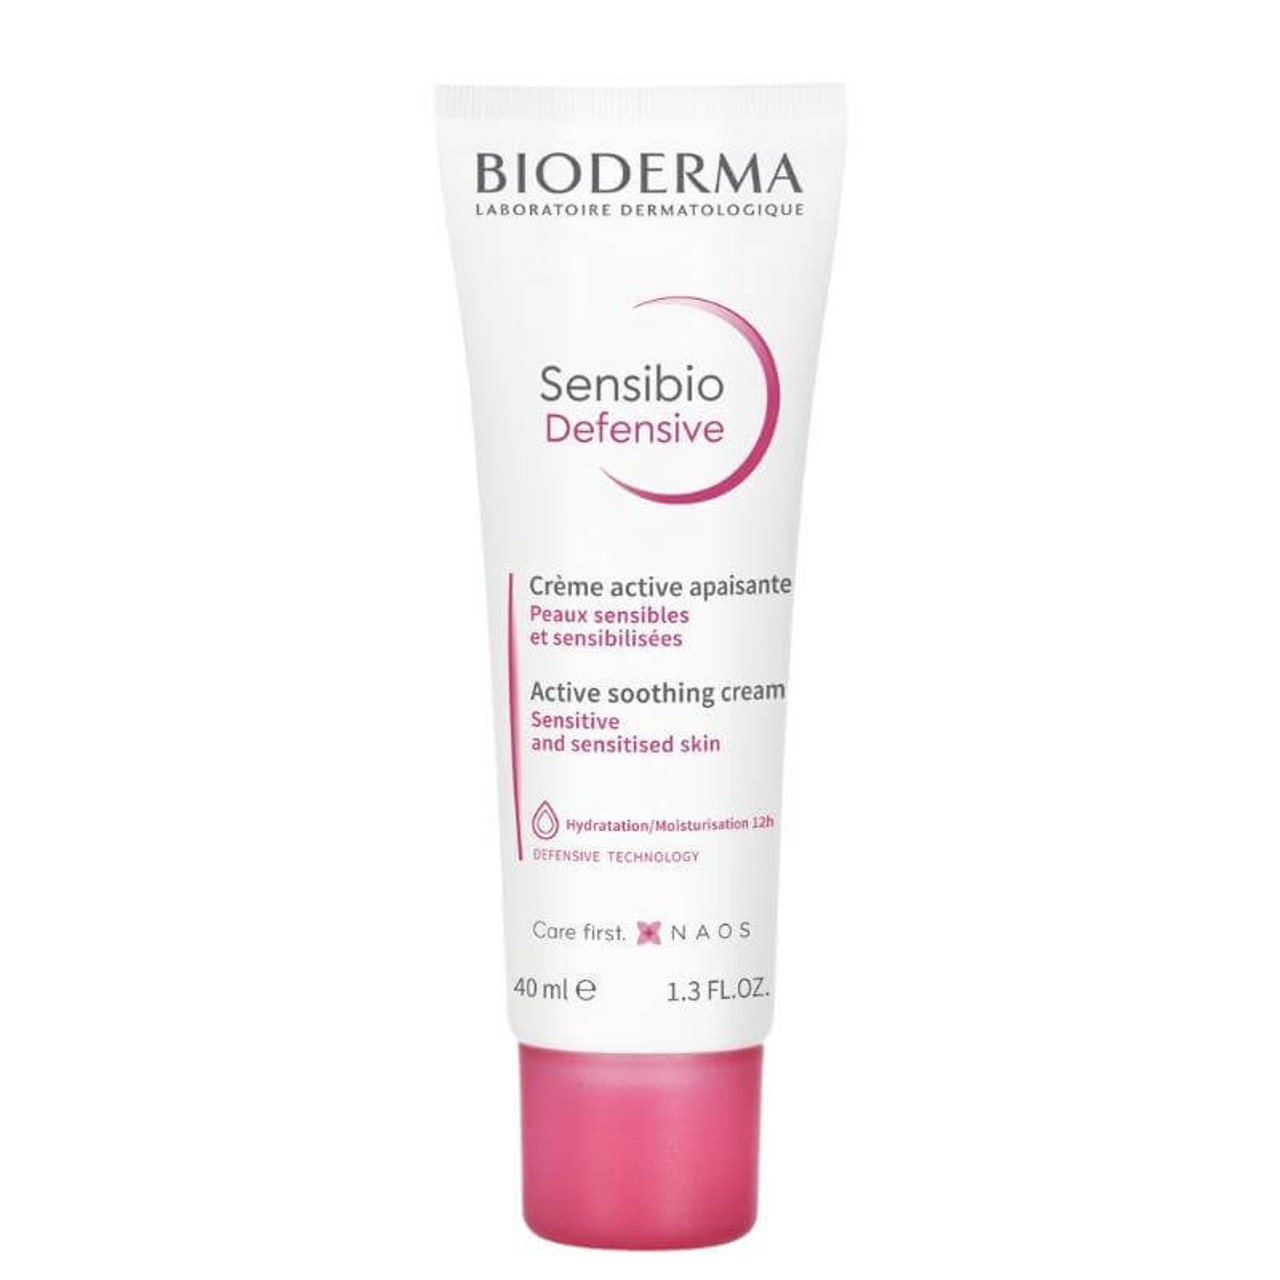 BIODERMA
LABORATOIRE DERMATOLOGIQUE
Sensibio
Defensive
Crème active apaisante
Peaux sensibles
et sensibilisées
Active soothing cream
Sensitive
and sensitised skin
Hydratation/Moisturisation 12h
DEFENSIVE TECHNOLOGY
Care first. NAOS
40 ml ℮ 1.3 FL.OZ.